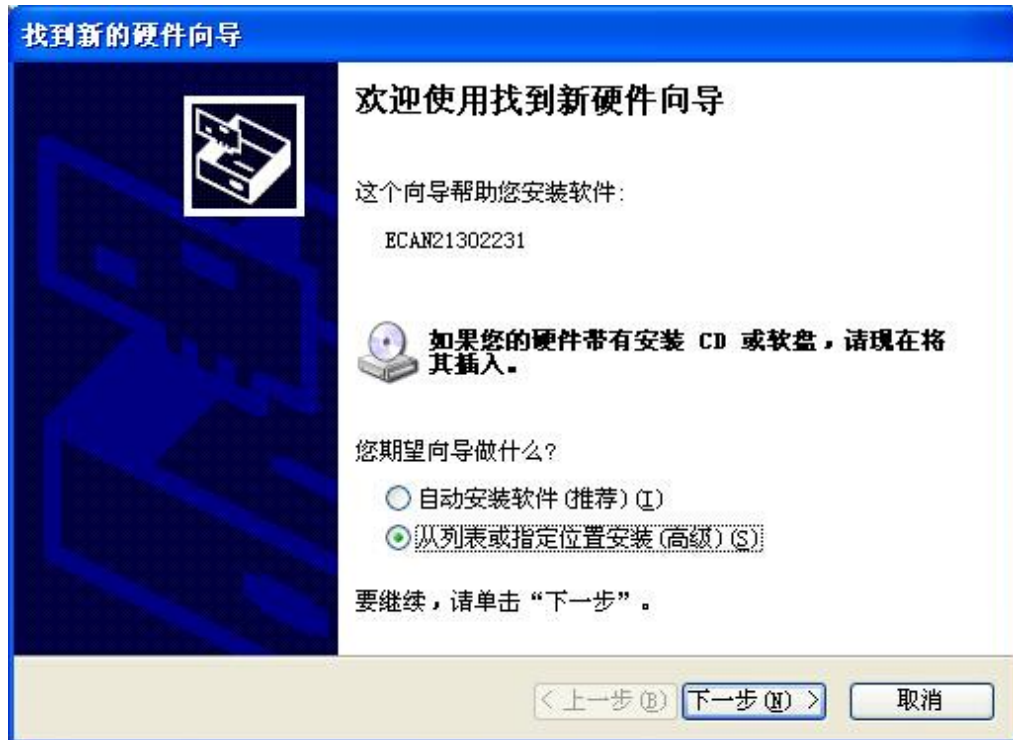 找到新的硬件向导
欢迎使用找到新硬件向导
这个向导帮助您安装软件:
ECAN21302231
如果您的硬件带有安装 CD 或软盘，请现在将
其插入。
您期望向导做什么?
自动安装软件(推荐)(I)
从列表或指定位置安装(高级)(S)
要继续，请单击“下一步”。
< 上一步(B) 下一步(N) > 取消